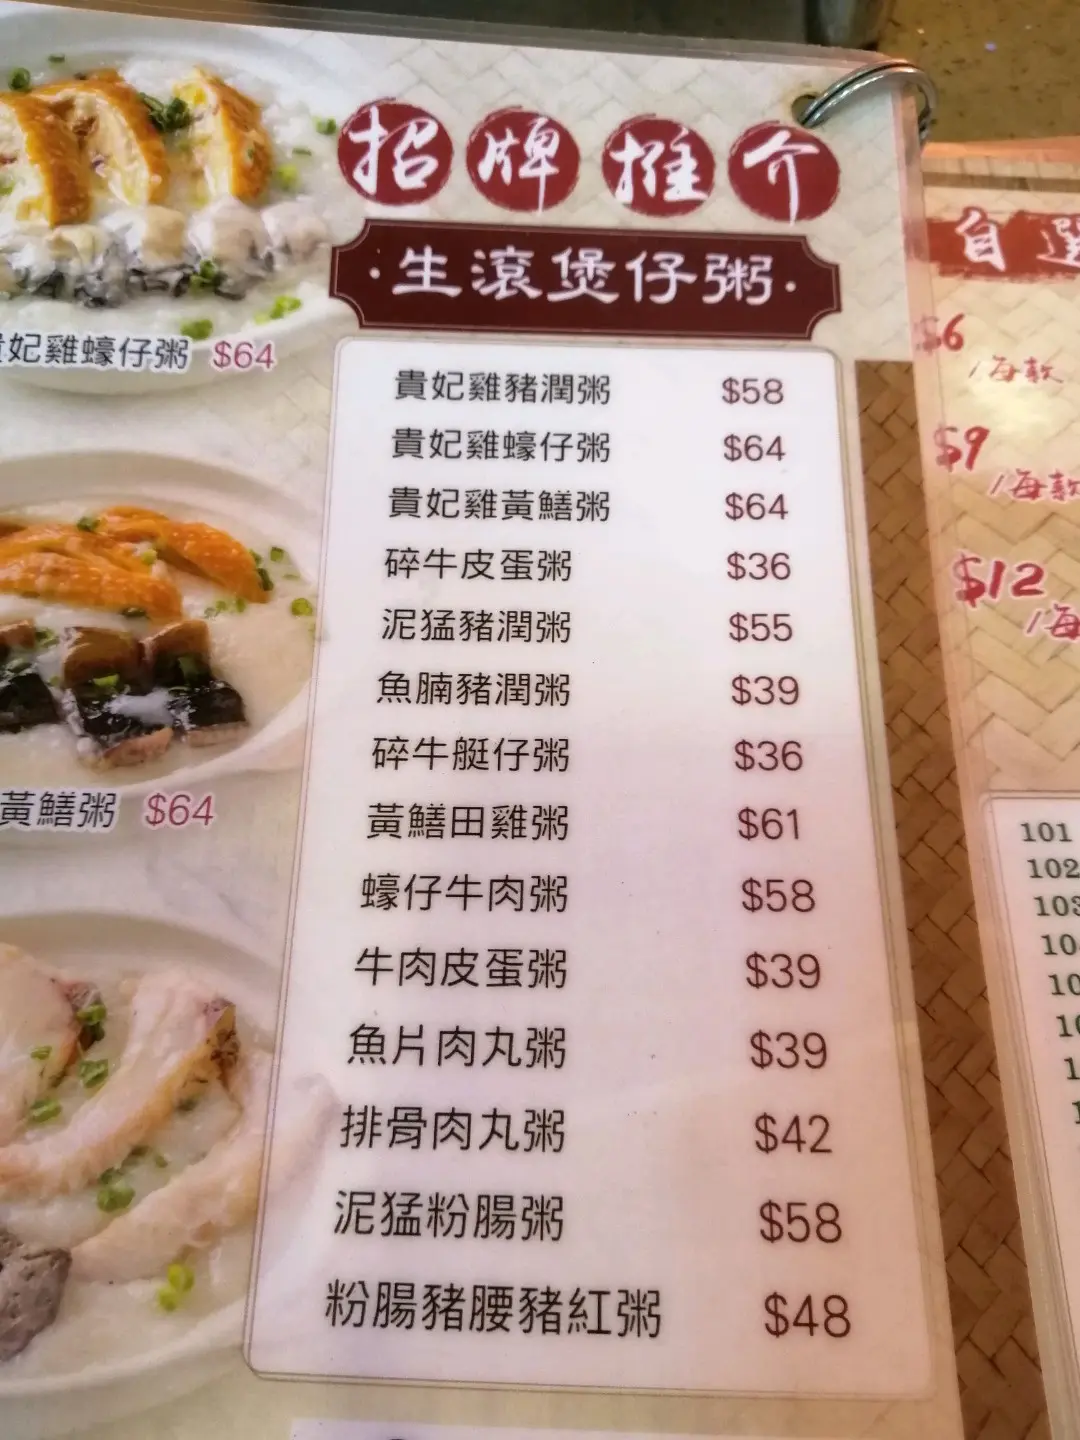 招牌推介
·生滾煲仔粥·
貴妃雞豬潤粥 $58
貴妃雞蠔仔粥 $64
貴妃雞黃鱔粥 $64
碎牛皮蛋粥 $36
泥猛豬潤粥 $55
魚腩豬潤粥 $39
碎牛艇仔粥 $36
黃鱔田雞粥 $61
蠔仔牛肉粥 $58
牛肉皮蛋粥 $39
魚片肉丸粥 $39
排骨肉丸粥 $42
泥猛粉腸粥 $58
粉腸豬腰豬紅粥 $48
妃雞蠔仔粥 $64
黃鱔粥 $64
自選
$6
/每款
$9
/每款
$12
/每
101
102
103